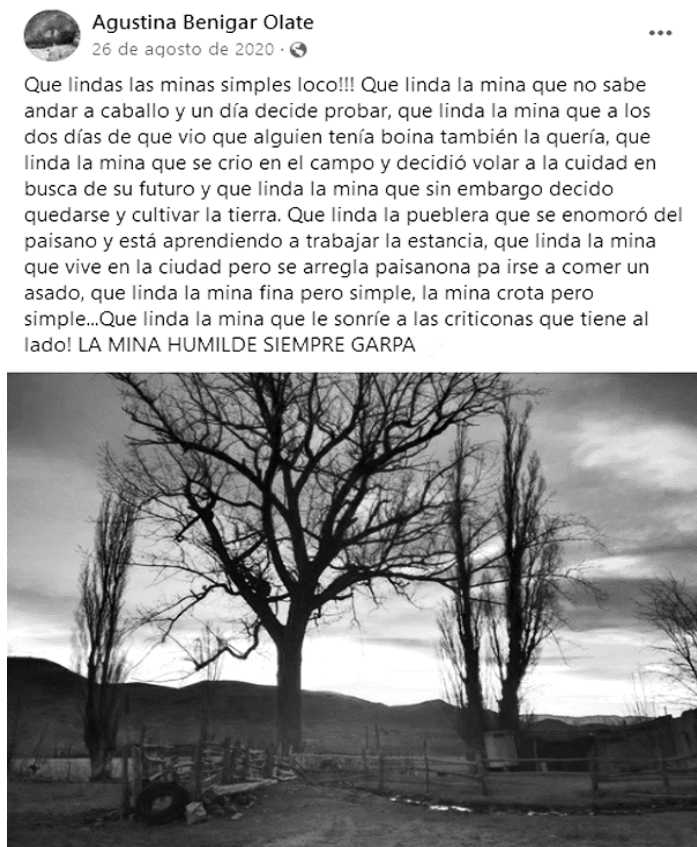 Agustina Benigar Olate
26 de agosto de 2020 ·
Que lindas las minas simples loco!!! Que linda la mina que no sabe
andar a caballo y un día decide probar, que linda la mina que a los
dos días de que vio que alguien tenía boina también la quería, que
linda la mina que se crio en el campo y decidió volar a la cuidad en
busca de su futuro y que linda la mina que sin embargo decido
quedarse y cultivar la tierra. Que linda la pueblera que se enomoró del
paisano y está aprendiendo a trabajar la estancia, que linda la mina
que vive en la ciudad pero se arregla paisanona pa irse a comer un
asado, que linda la mina fina pero simple, la mina crota pero
simple...Que linda la mina que le sonríe a las criticonas que tiene al
lado! LA MINA HUMILDE SIEMPRE GARPA